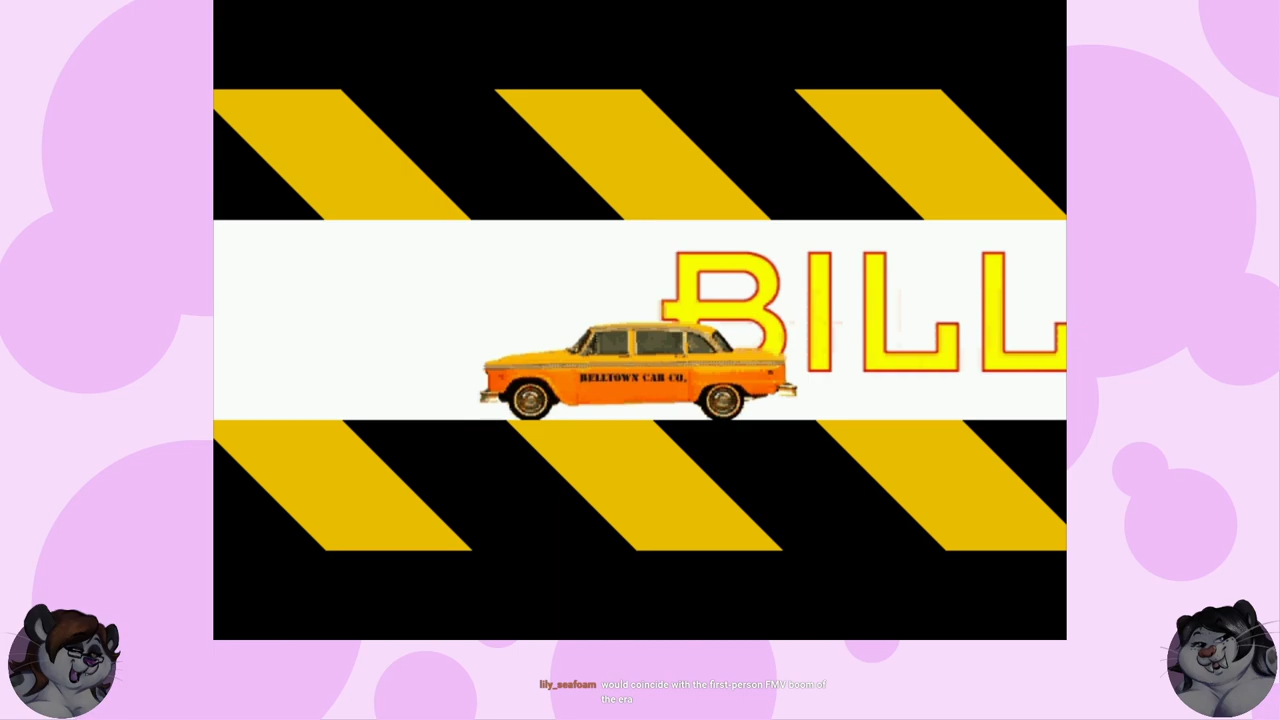 BILL
BELLTOWN CAB CO.
lily_seafoam would coincide with the first-person FMV boom of
the era